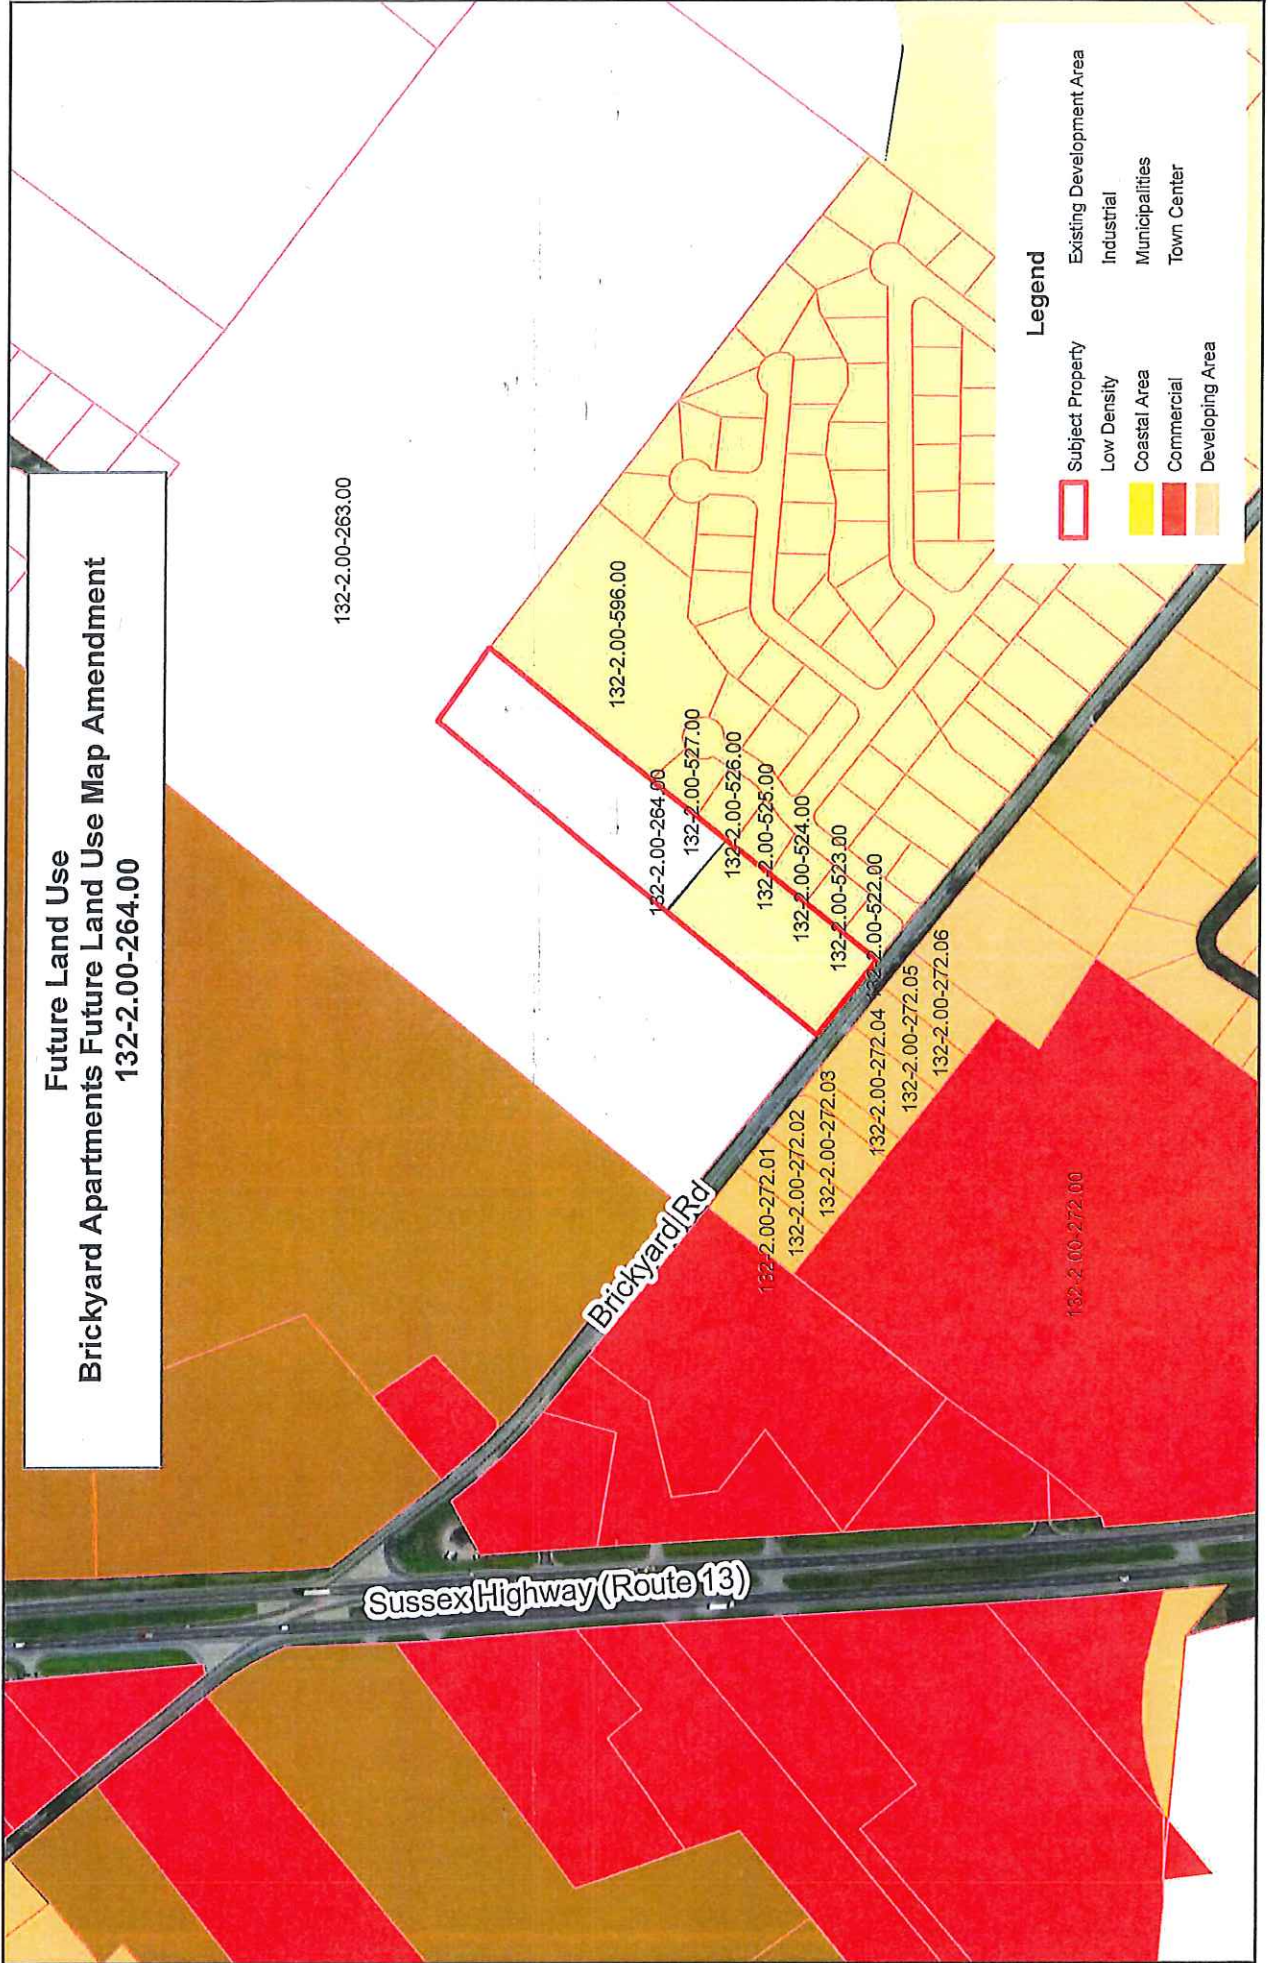 Future Land Use
Brickyard Apartments Future Land Use Map Amendment
132-2.00-264.00
132-2.00-263.00
132-2.00-596.00
132-2.00-264.00
132-2.00-527.00
132-2.00-526.00
132-2.00-525.00
132-2.00-524.00
132-2.00-523.00
132-2.00-522.00
132-2.00-272.01
132-2.00-272.02
132-2.00-272.03
132-2.00-272.04
132-2.00-272.05
132-2.00-272.06
132-2.00-272.00
Brickyard Rd
Sussex Highway (Route 13)
Legend
Subject Property
Low Density
Coastal Area
Commercial
Developing Area
Existing Development Area
Industrial
Municipalities
Town Center